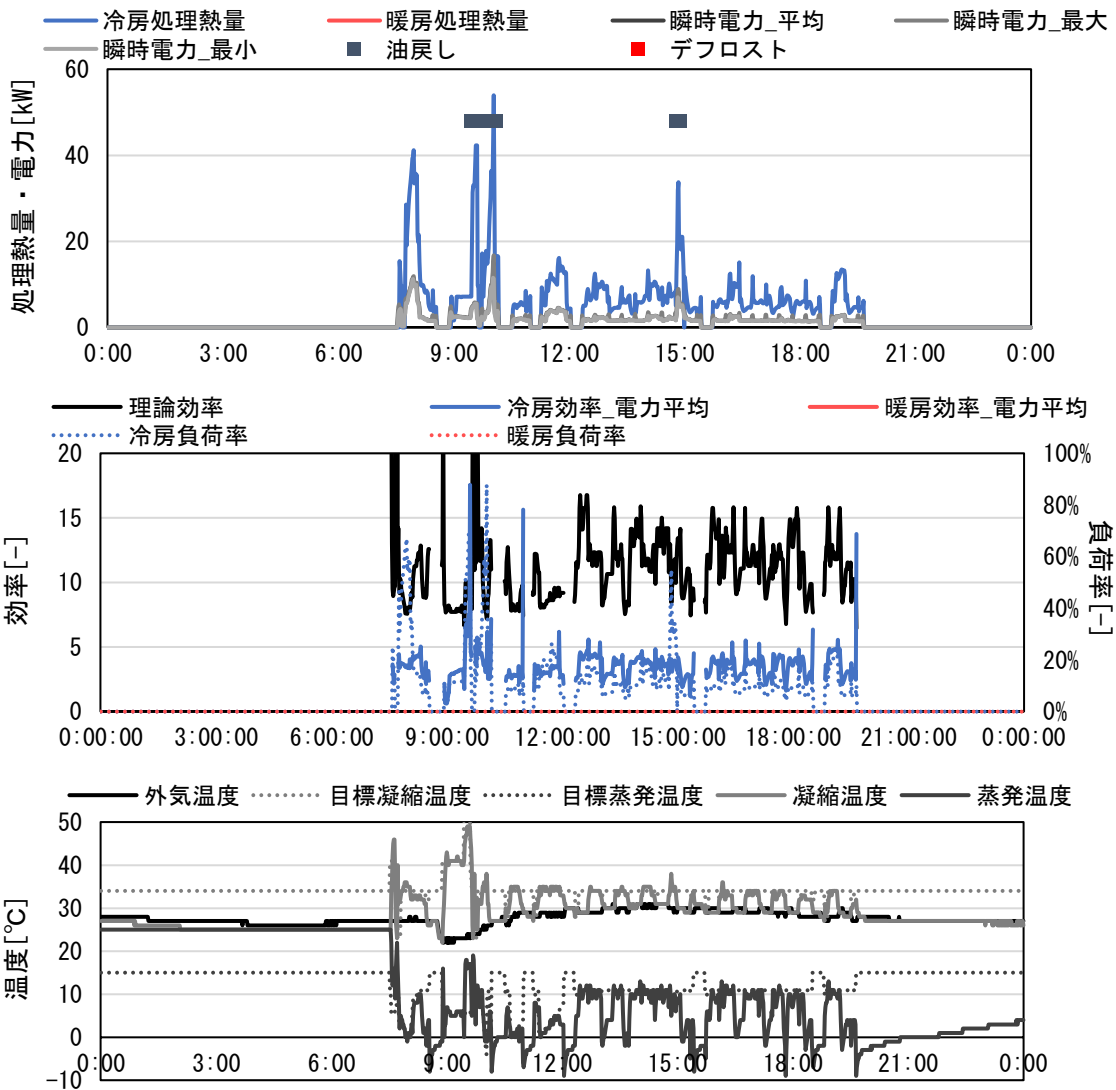 冷房処理熱量 暖房処理熱量 瞬時電力_平均 瞬時電力_最大
瞬時電力_最小 油戻し デフロスト
処理熱量・電力[kW]
60
40
20
0
0:00 3:00 6:00 9:00 12:00 15:00 18:00 21:00 0:00
理論効率 冷房効率_電力平均 暖房効率_電力平均
冷房負荷率 暖房負荷率
効率[-]
20
15
10
5
0
100%
80%
60%
40%
20%
0%
負荷率[-]
0:00:00 3:00:00 6:00:00 9:00:00 12:00:00 15:00:00 18:00:00 21:00:00 0:00:00
外気温度 目標凝縮温度 目標蒸発温度 凝縮温度 蒸発温度
温度[℃]
50
40
30
20
10
0
-10
0:00 3:00 6:00 9:00 12:00 15:00 18:00 21:00 0:00